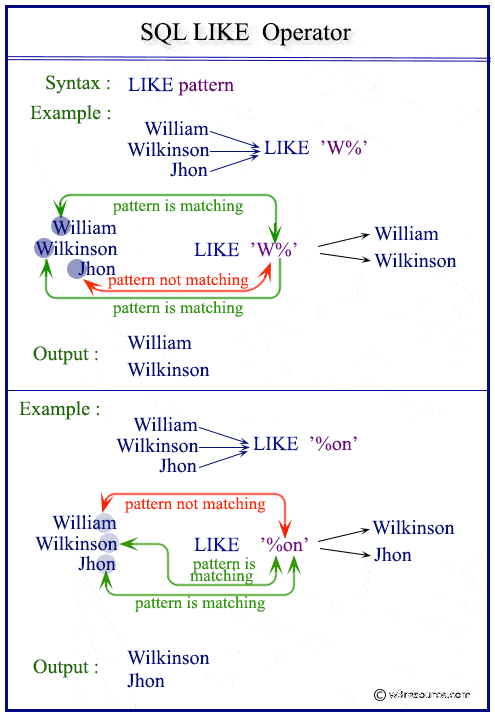 SQL LIKE Operator
Syntax : LIKE pattern
Example :
William
Wilkinson LIKE ’W%’
Jhon
pattern is matching
William
Wilkinson LIKE ’W%’
Jhon
William
Wilkinson
pattern not matching
pattern is matching
Output :
William
Wilkinson
Example :
William
Wilkinson LIKE ’%on’
Jhon
pattern not matching
William
Wilkinson LIKE ’%on’
Jhon
Wilkinson
Jhon
pattern is
matching
pattern is matching
Output :
Wilkinson
Jhon
© w3resource.com